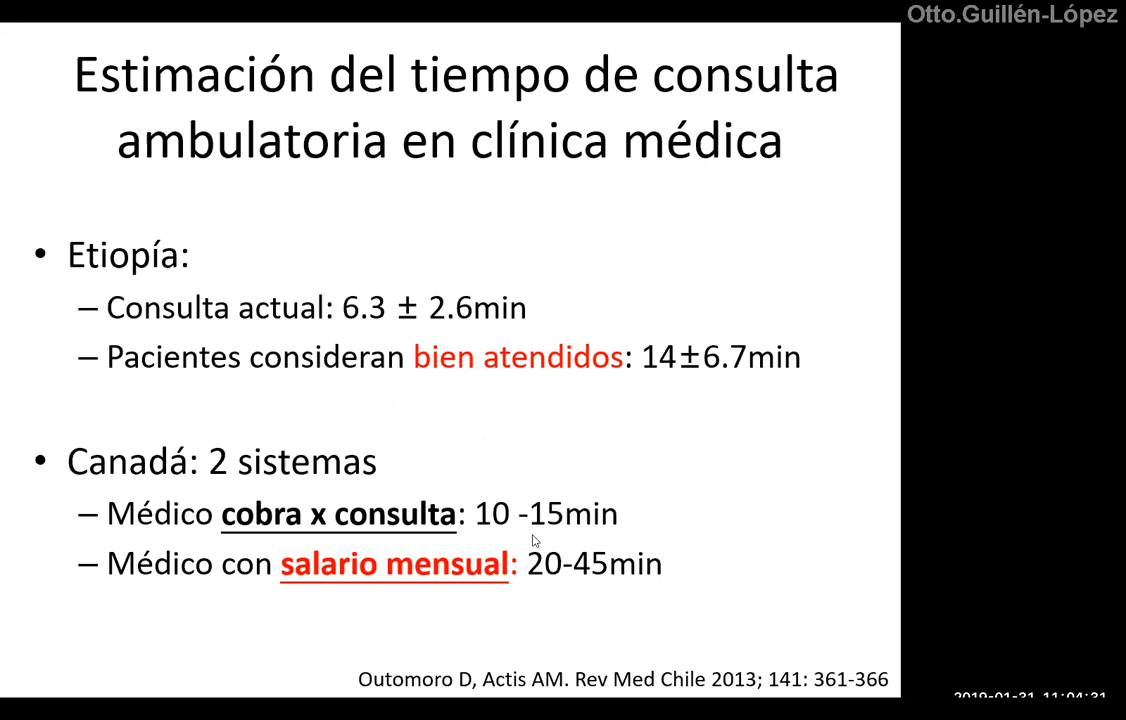 Otto.Guillén-López
Estimación del tiempo de consulta
ambulatoria en clínica médica
• Etiopía:
– Consulta actual: 6.3 ± 2.6min
– Pacientes consideran bien atendidos: 14±6.7min
• Canadá: 2 sistemas
– Médico cobra x consulta: 10 -15min
– Médico con salario mensual: 20-45min
Outomoro D, Actis AM. Rev Med Chile 2013; 141: 361-366
2019-01-31 11:04:31